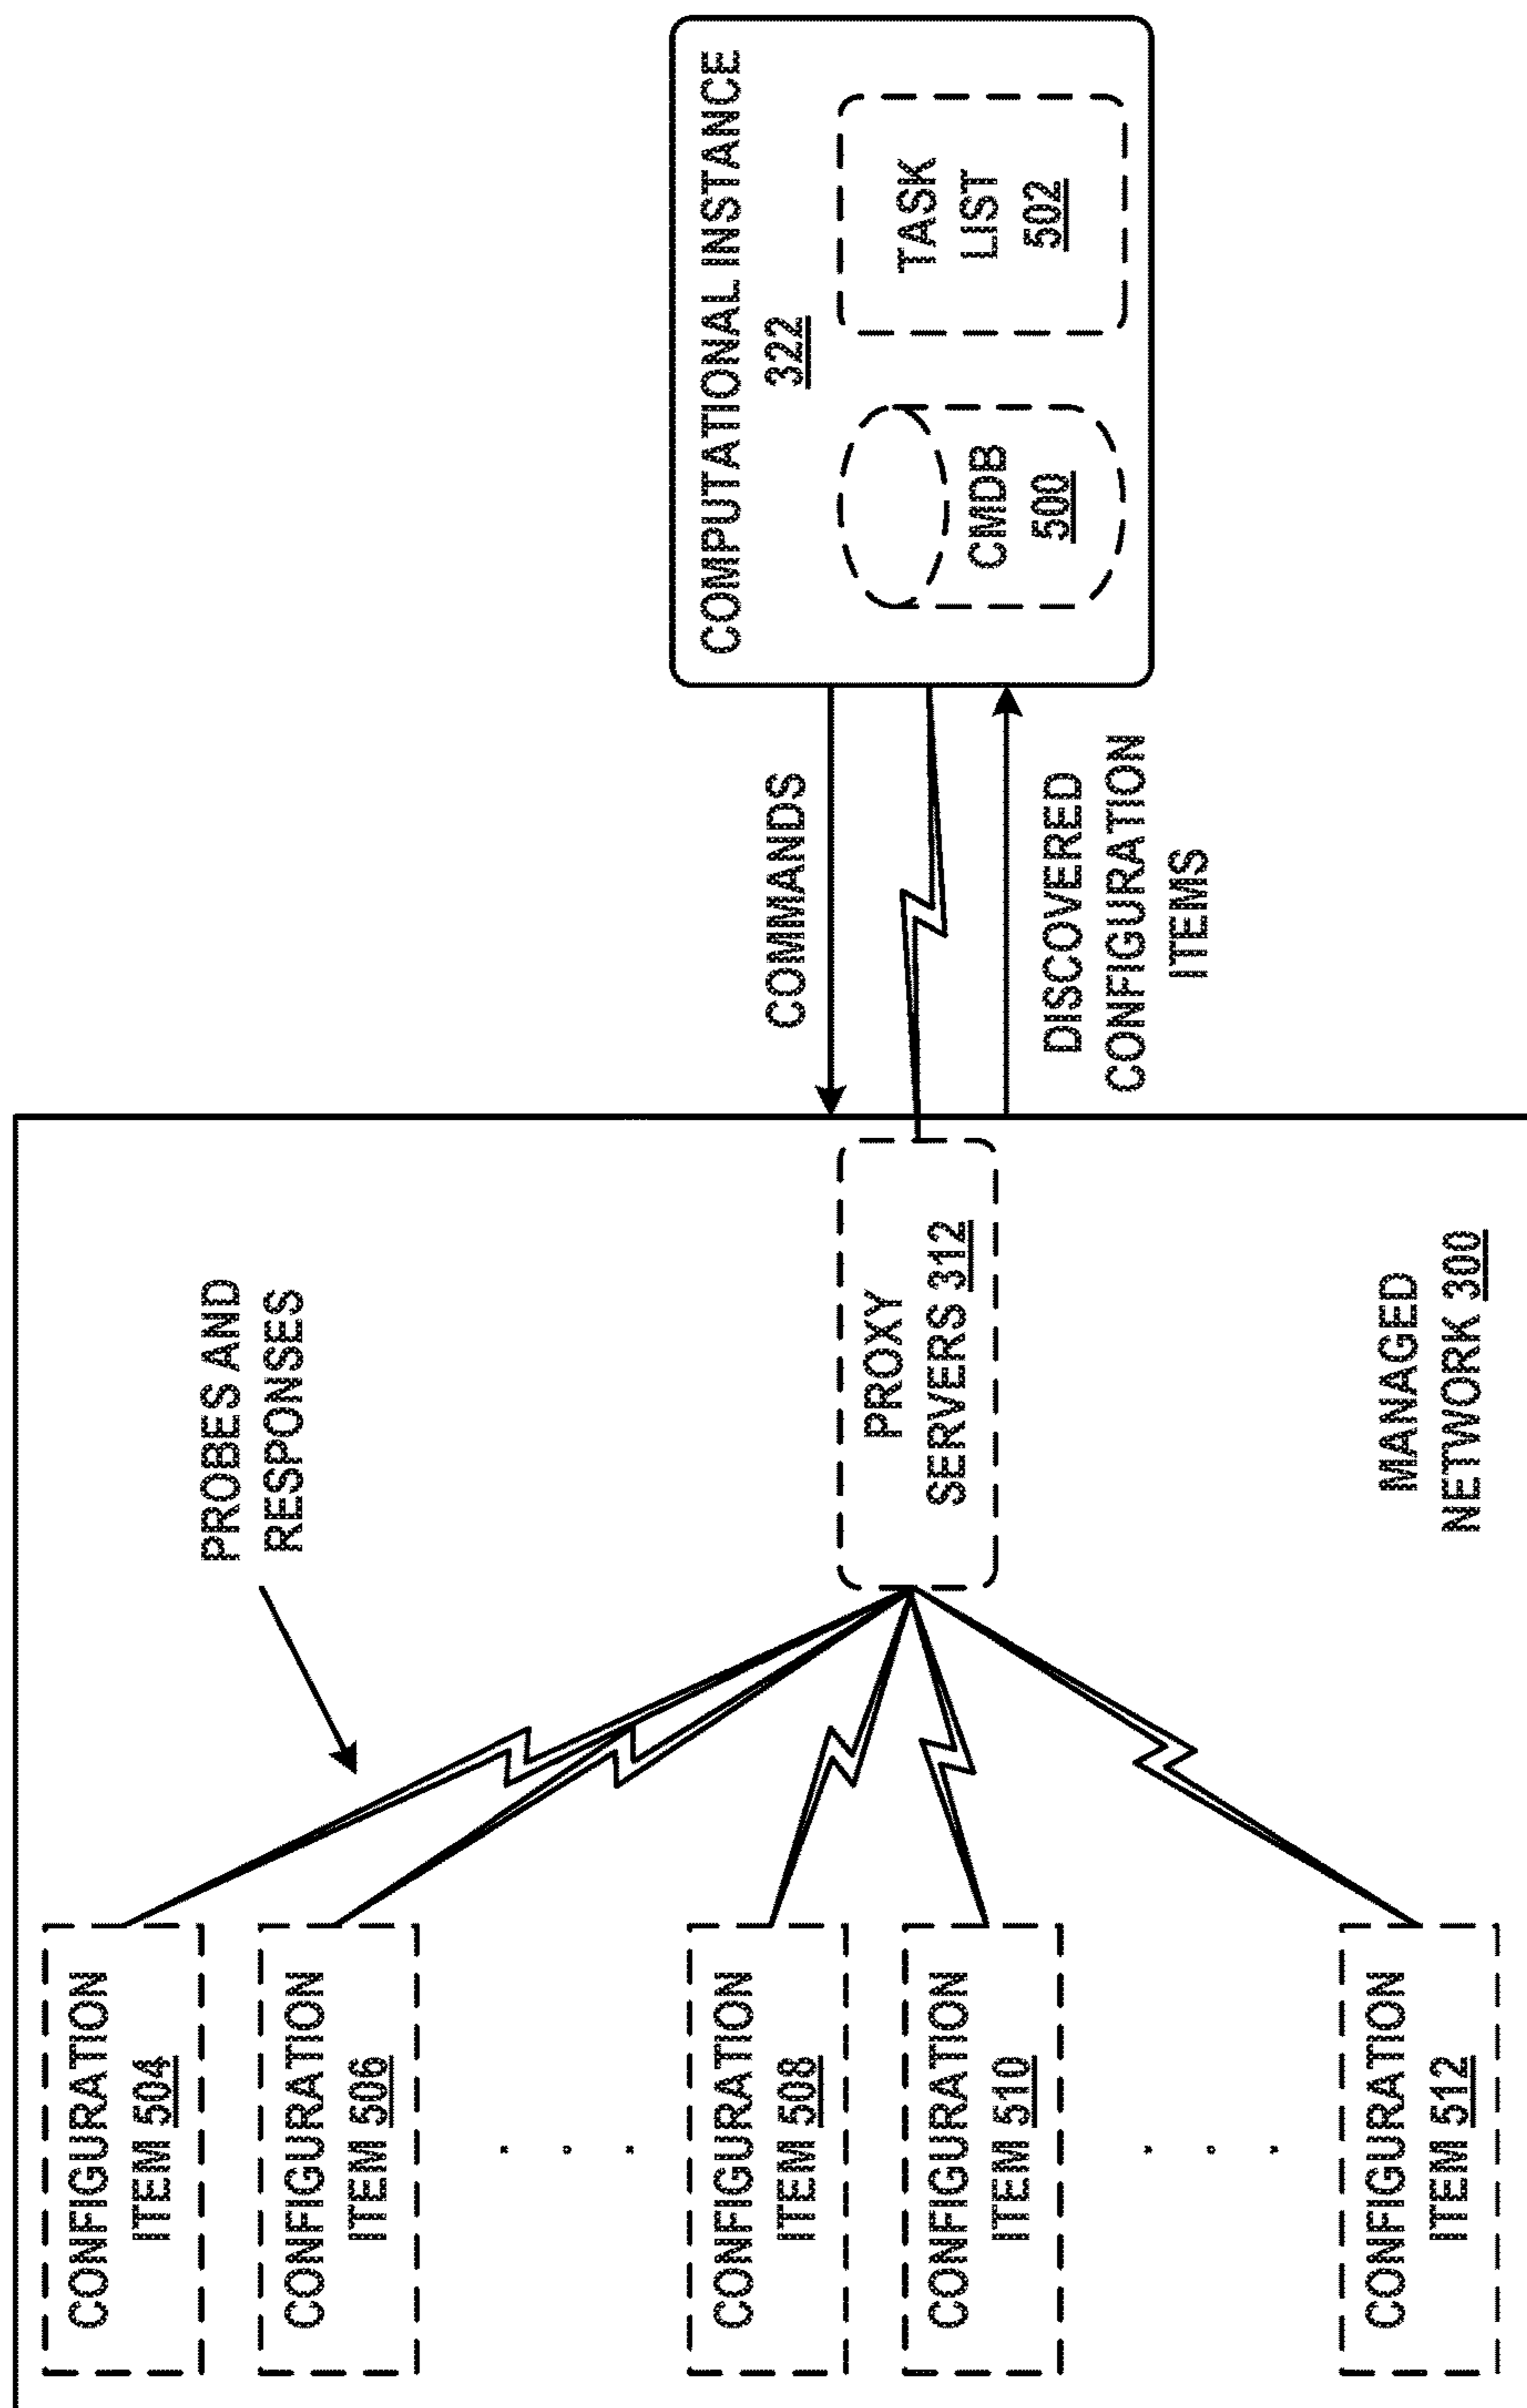 CONFIGURATION
ITEM 504
CONFIGURATION
ITEM 506
CONFIGURATION
ITEM 508
CONFIGURATION
ITEM 510
CONFIGURATION
ITEM 512
PROBES AND
RESPONSES
PROXY
SERVERS 312
MANAGED
NETWORK 300
COMMANDS
DISCOVERED
CONFIGURATION
ITEMS
COMPUTATIONAL INSTANCE
322
CMDB
500
TASK
LIST
502